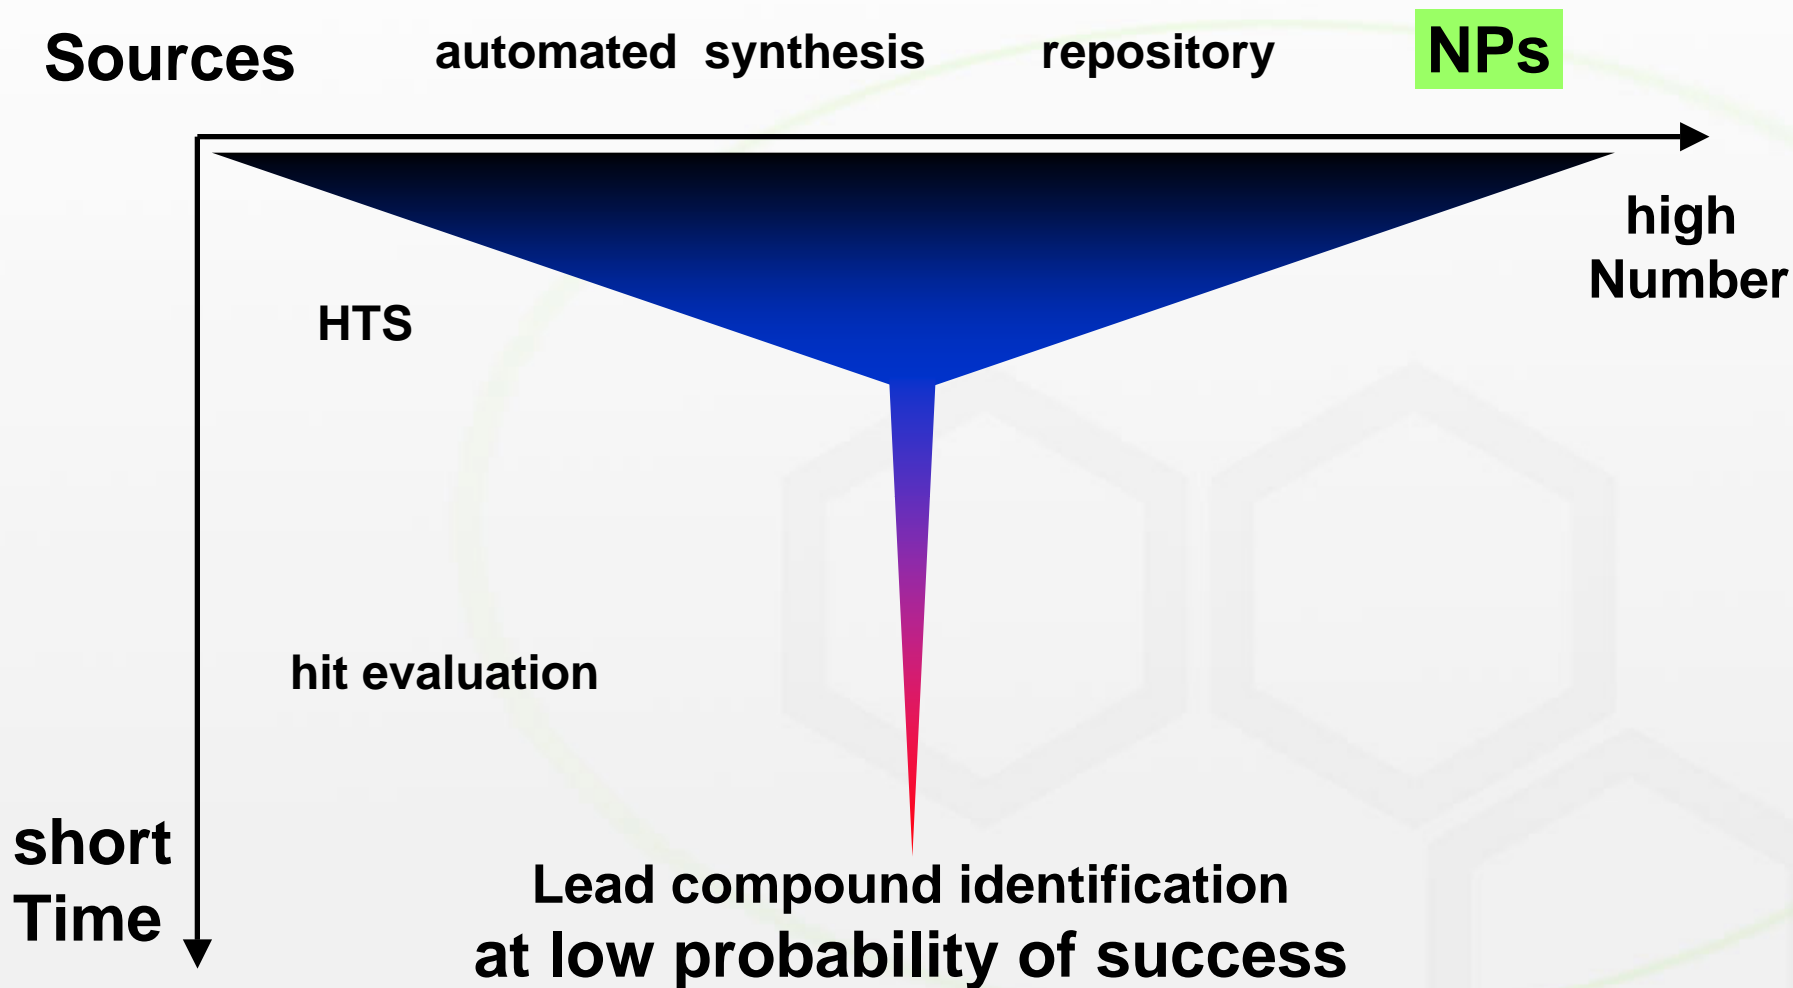 Sources automated synthesis repository NPs
high
Number
HTS
hit evaluation
short
Time
Lead compound identification
at low probability of success